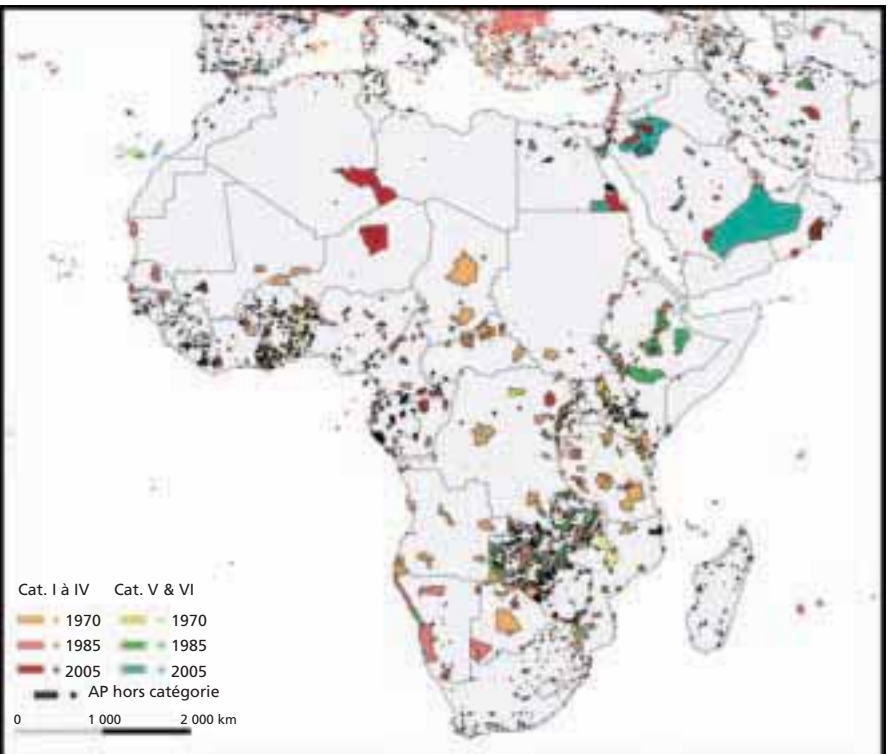 Cat. I à IV Cat. V & VI
1970 1970
1985 1985
2005 2005
AP hors catégorie
0 1 000 2 000 km